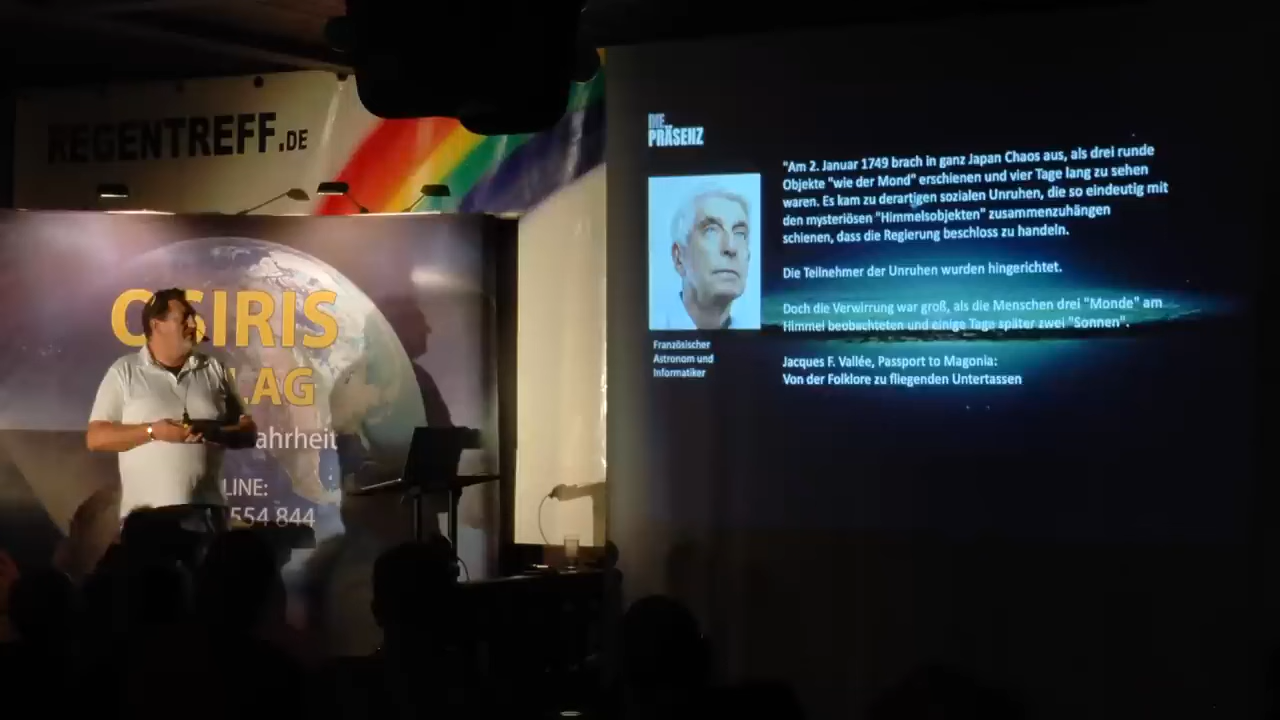 REGENTREFF.DE
OSIRIS
LAG
ahrheit
LINE:
554 844
DIE
PRÄSENZ
"Am 2. Januar 1749 brach in ganz Japan Chaos aus, als drei runde
Objekte "wie der Mond" erschienen und vier Tage lang zu sehen
waren. Es kam zu derartigen sozialen Unruhen, die so eindeutig mit
den mysteriösen "Himmelsobjekten" zusammenzuhängen
schienen, dass die Regierung beschloss zu handeln.
Die Teilnehmer der Unruhen wurden hingerichtet.
Doch die Verwirrung war groß, als die Menschen drei "Monde" am
Himmel beobachteten und einige Tage später zwei "Sonnen".
Französischer
Astronom und
Informatiker
Jacques F. Vallée, Passport to Magonia:
Von der Folklore zu fliegenden Untertassen